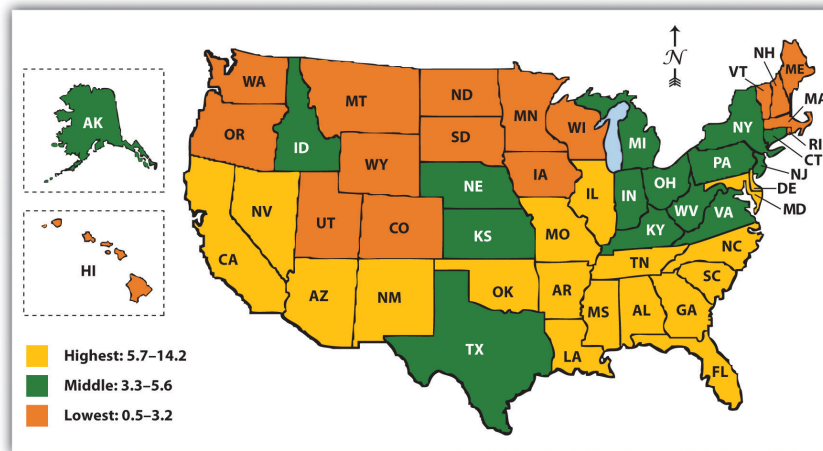 N
NH
VT
ME
MA
WA
MT
ND
MN
OR
ID
SD
WI
MI
NY
RI
CT
AK
WY
IA
PA
NJ
NE
IL
IN
OH
DE
MD
NV
UT
CO
KS
MO
WV
VA
KY
CA
NC
TN
HI
AZ
NM
OK
AR
SC
MS
AL
GA
TX
LA
FL
Highest: 5.7–14.2
Middle: 3.3–5.6
Lowest: 0.5–3.2